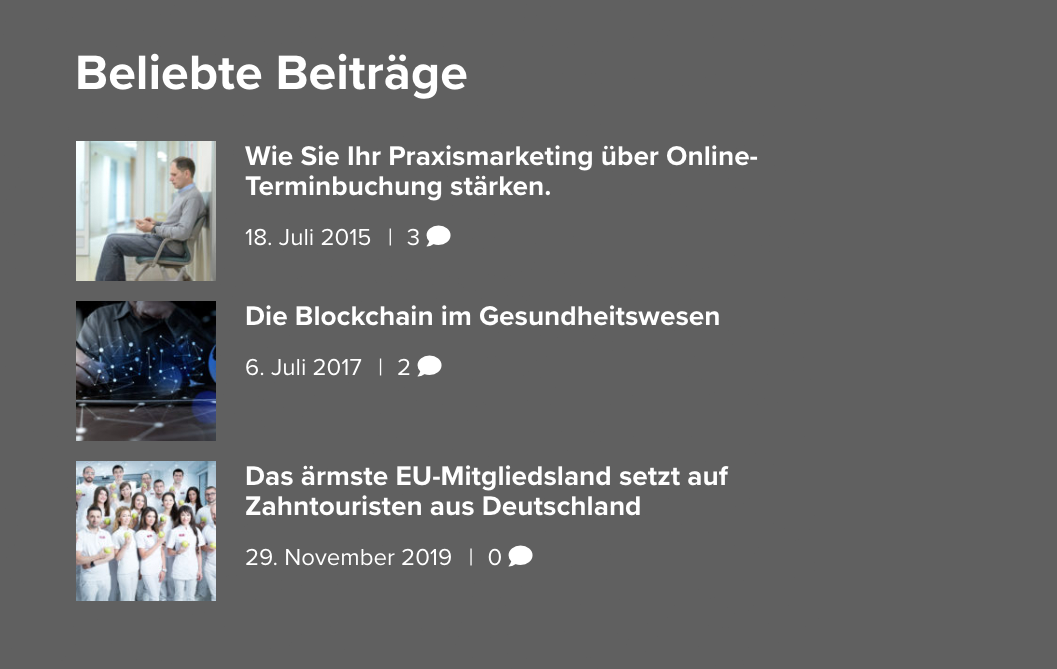 Beliebte Beiträge
Wie Sie Ihr Praxismarketing über Online-
Terminbuchung stärken.
18. Juli 2015 | 3
Die Blockchain im Gesundheitswesen
6. Juli 2017 | 2
Das ärmste EU-Mitgliedsland setzt auf
Zahntouristen aus Deutschland
29. November 2019 | 0